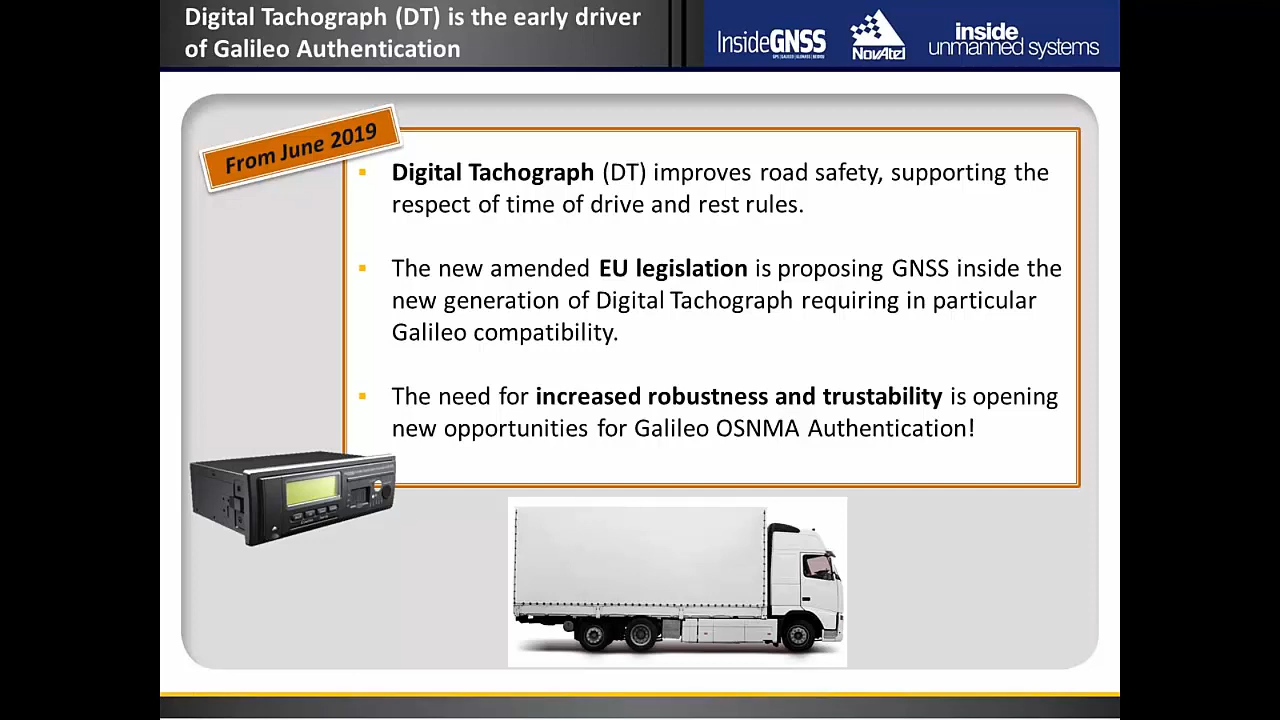 Digital Tachograph (DT) is the early driver
of Galileo Authentication
InsideGNSS
NovAtel
inside
unmanned systems
From June 2019
Digital Tachograph (DT) improves road safety, supporting the
respect of time of drive and rest rules.
The new amended EU legislation is proposing GNSS inside the
new generation of Digital Tachograph requiring in particular
Galileo compatibility.
The need for increased robustness and trustability is opening
new opportunities for Galileo OSNMA Authentication!